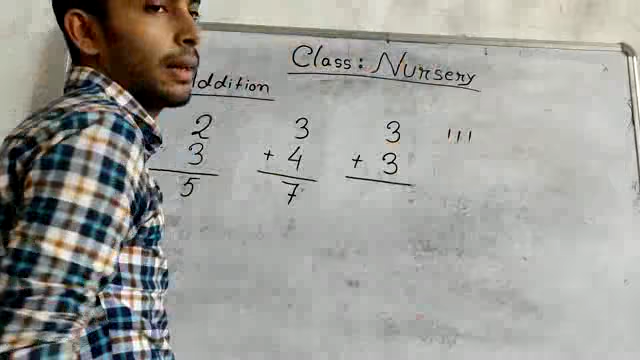 Class: Nursery
ddition
2 3 3 ׀׀׀
3 + 4 + 3
5 7